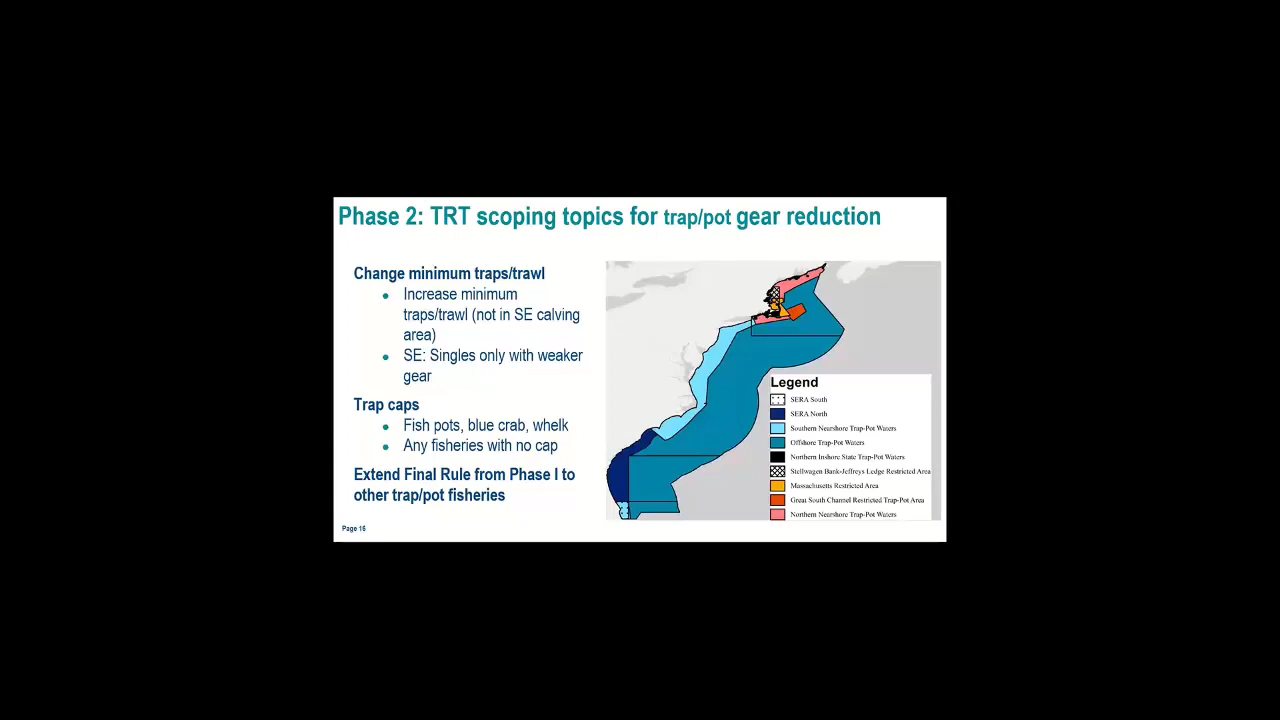 Phase 2: TRT scoping topics for trap/pot gear reduction
Change minimum traps/trawl
● Increase minimum
traps/trawl (not in SE calving
area)
● SE: Singles only with weaker
gear
Trap caps
● Fish pots, blue crab, whelk
● Any fisheries with no cap
Extend Final Rule from Phase I to
other trap/pot fisheries
Page 16
Legend
SERA South
SERA North
Southern Nearshore Trap-Pot Waters
Offshore Trap-Pot Waters
Northern Inshore State Trap-Pot Waters
Stellwagen Bank-Jeffreys Ledge Restricted Area
Massachusetts Restricted Area
Great South Channel Restricted Trap-Pot Area
Northern Nearshore Trap-Pot Waters